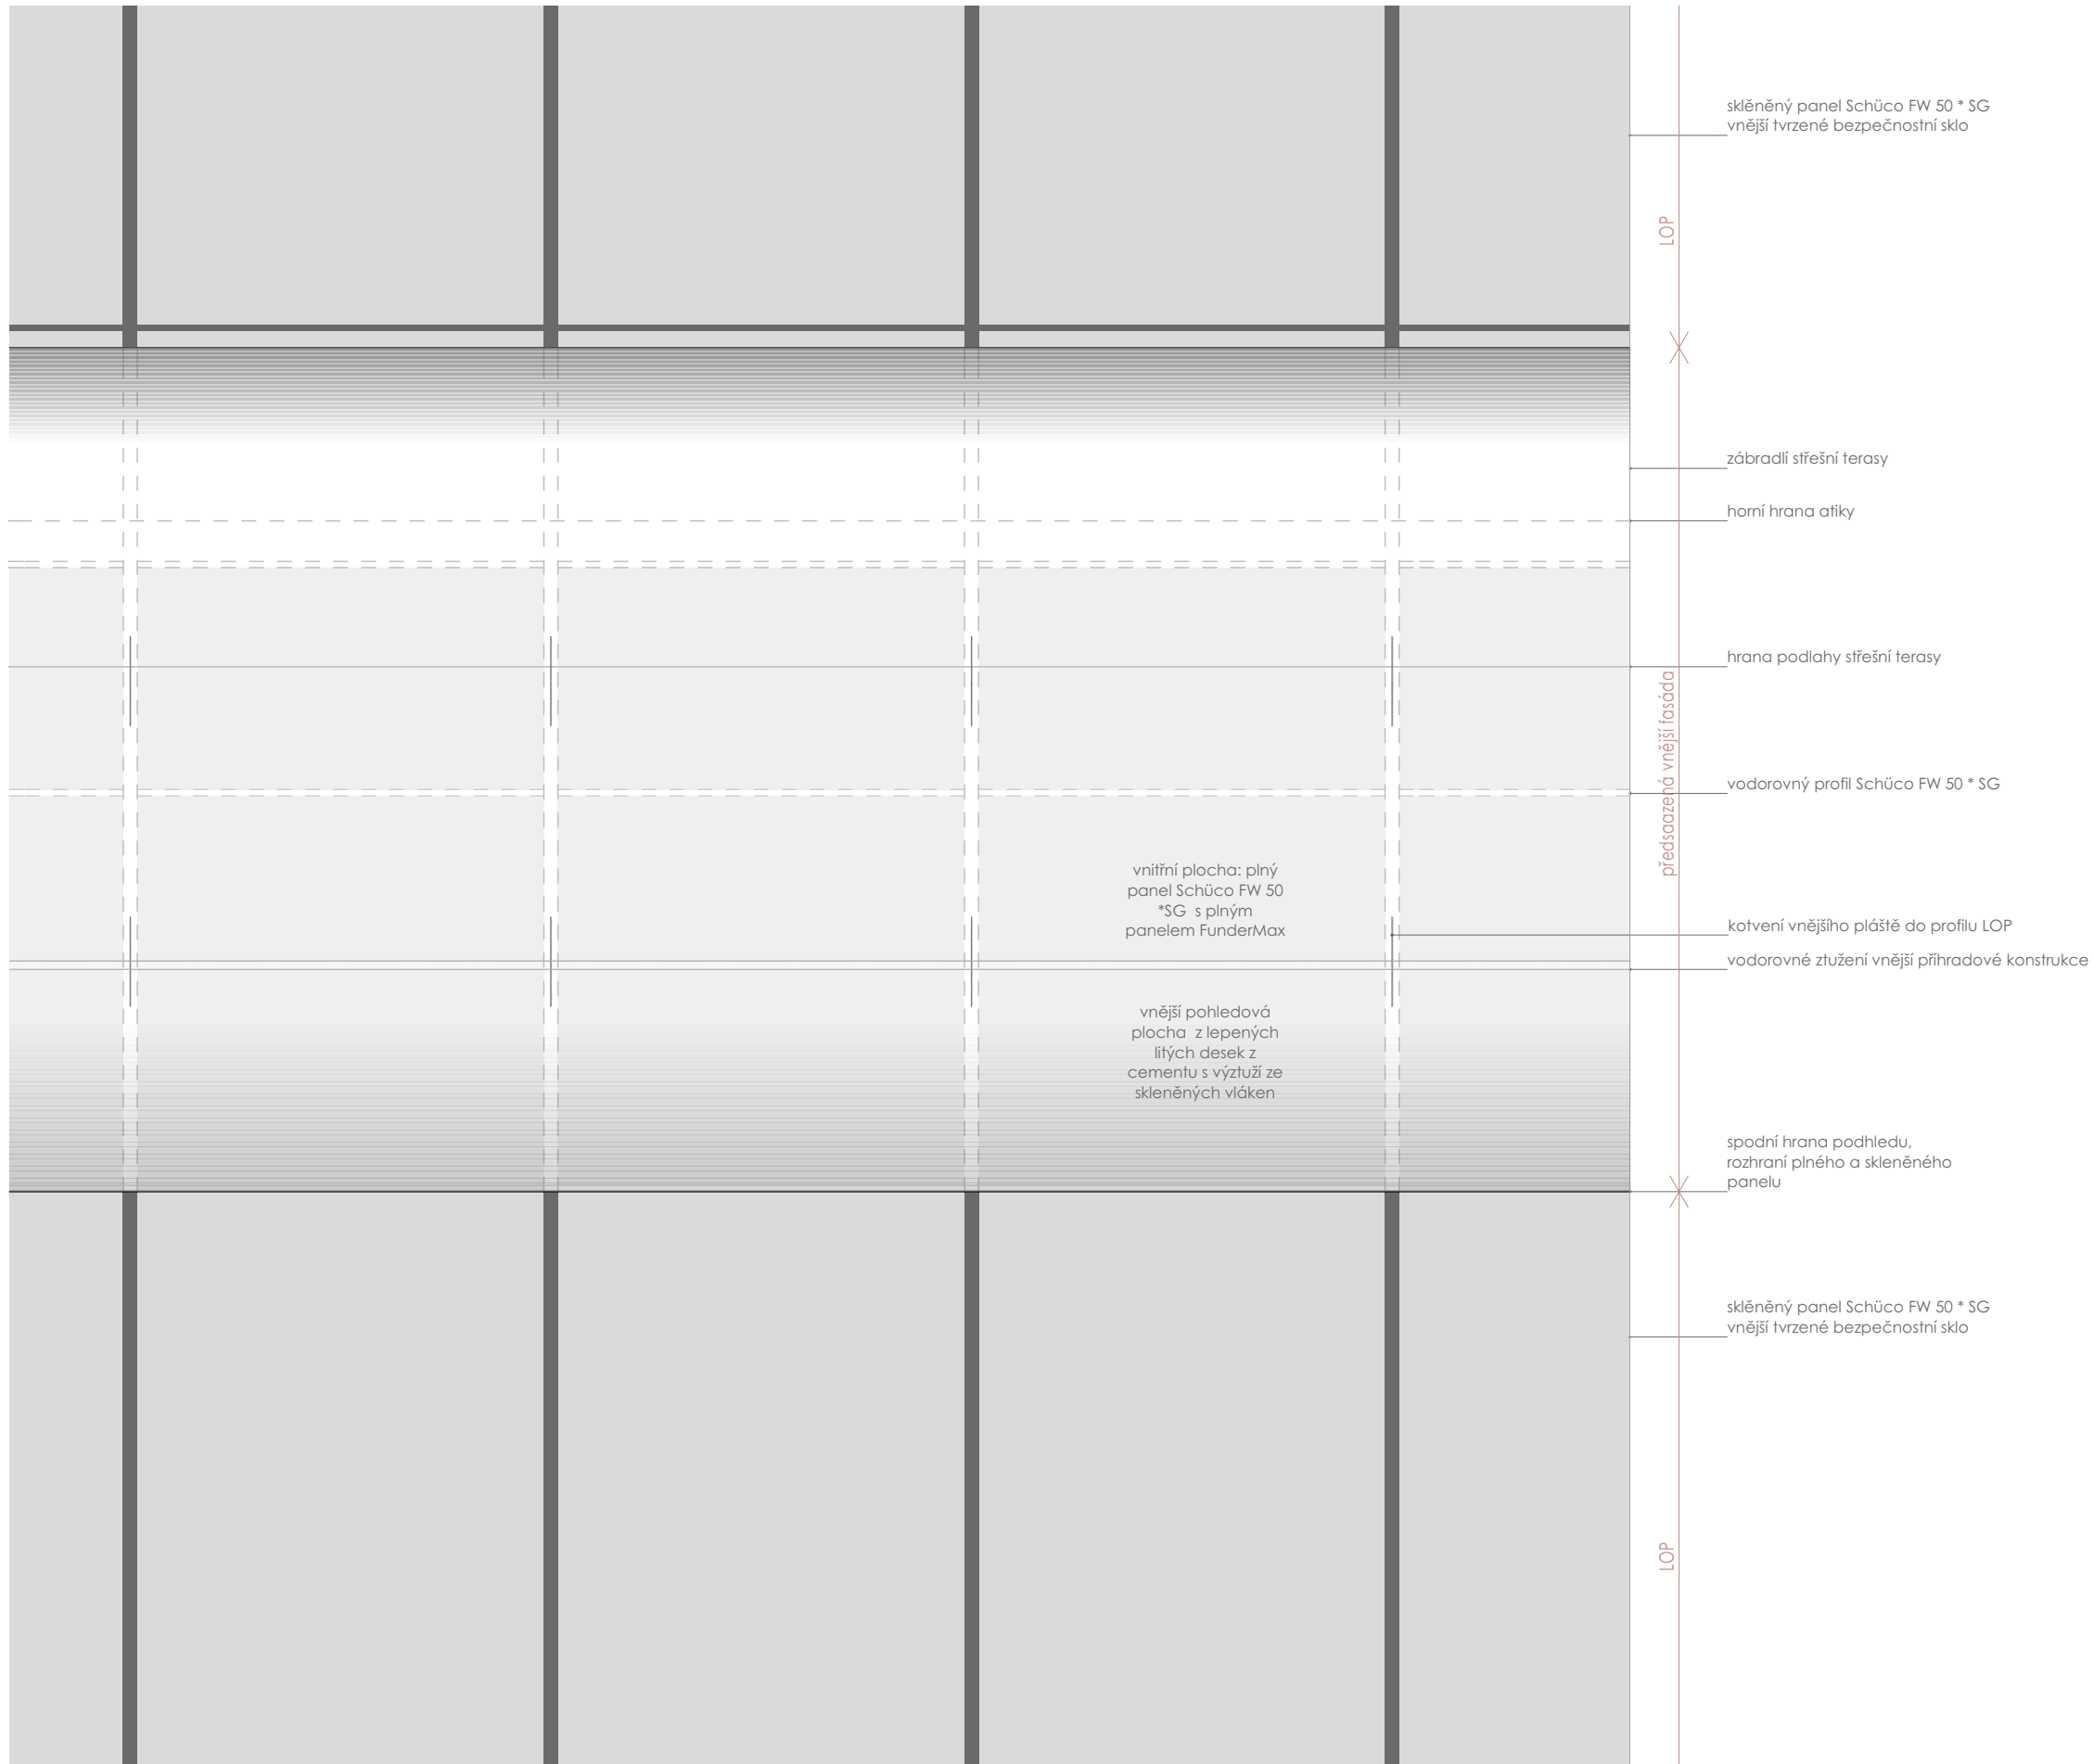 sklěněný panel Schüco FW 50 * SG
vnější tvrzené bezpečnostní sklo
LOP
zábradlí střešní terasy
horní hrana atiky
hrana podlahy střešní terasy
předsaazená vnější fasáda
vodorovný profil Schüco FW 50 * SG
vnitřní plocha: plný
panel Schüco FW 50
*SG s plným
panelem FunderMax
kotvení vnějšího pláště do profilu LOP
vodorovné ztužení vnější příhradové konstrukce
vnější pohledová
plocha z lepených
litých desek z
cementu s výztuží ze
skleněných vláken
spodní hrana podhledu,
rozhraní plného a skleněného
panelu
sklěněný panel Schüco FW 50 * SG
vnější tvrzené bezpečnostní sklo
LOP